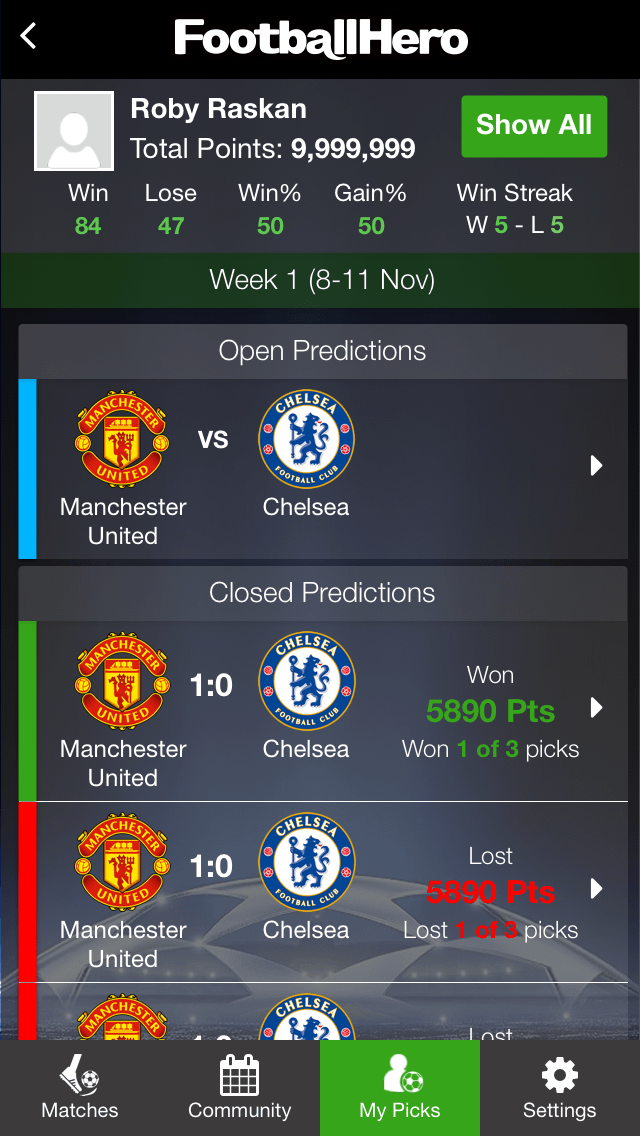 FootballHero
Roby Raskan
Total Points: 9,999,999
Show All
Win Lose Win% Gain% Win Streak
84 47 50 50 W 5 - L 5
Week 1 (8-11 Nov)
Open Predictions
MANCHESTER UNITED
vs
CHELSEA FOOTBALL CLUB
Manchester United
Chelsea
Closed Predictions
MANCHESTER UNITED
1:0
CHELSEA FOOTBALL CLUB
Won
5890 Pts
Won 1 of 3 picks
Manchester United
Chelsea
MANCHESTER UNITED
1:0
CHELSEA FOOTBALL CLUB
Lost
5890 Pts
Lost 1 of 3 picks
Manchester United
Chelsea
MANCHESTER
CHELSEA
Lost
Matches Community My Picks Settings